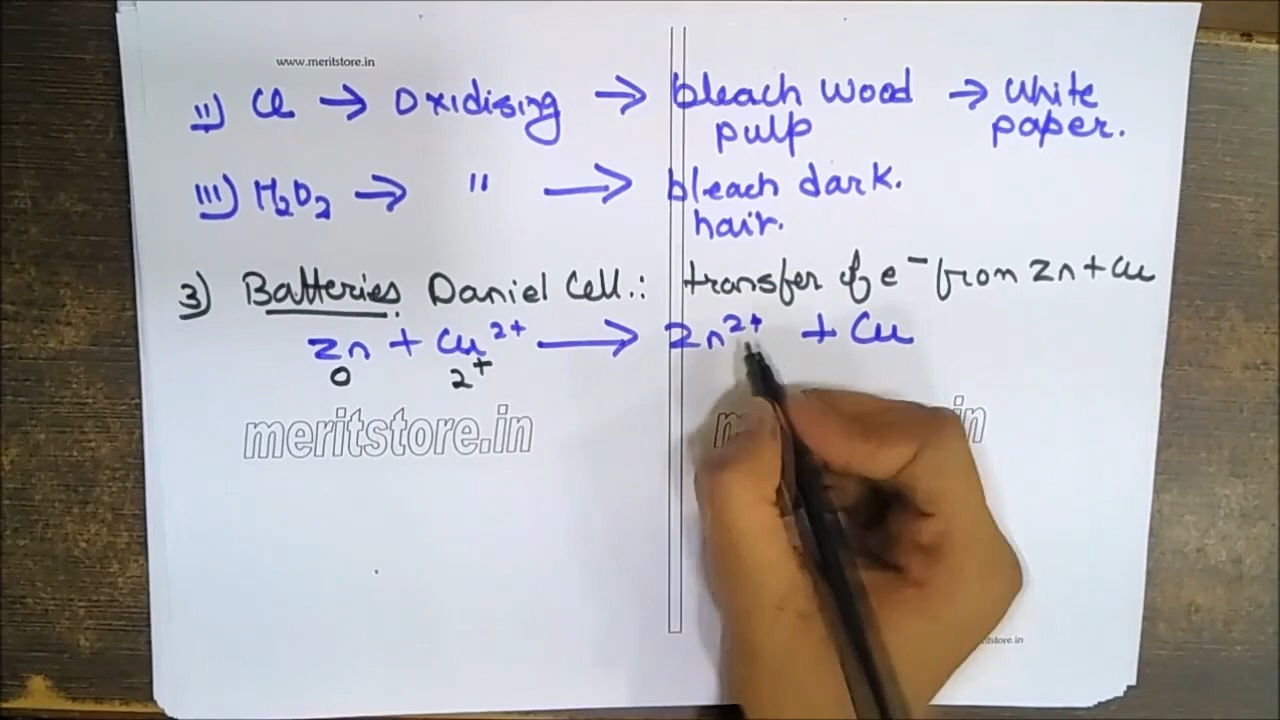 www.meritstore.in
ii) Cl → Oxidising → bleach wood → White
pulp paper.
iii) H₂O₂ → " → bleach dark.
hair.
3) Batteries. Daniel Cell.: transfer of e⁻ from Zn + Cu
Zn + Cu²⁺ → Zn²⁺ + Cu
0 2⁺
meritstore.in